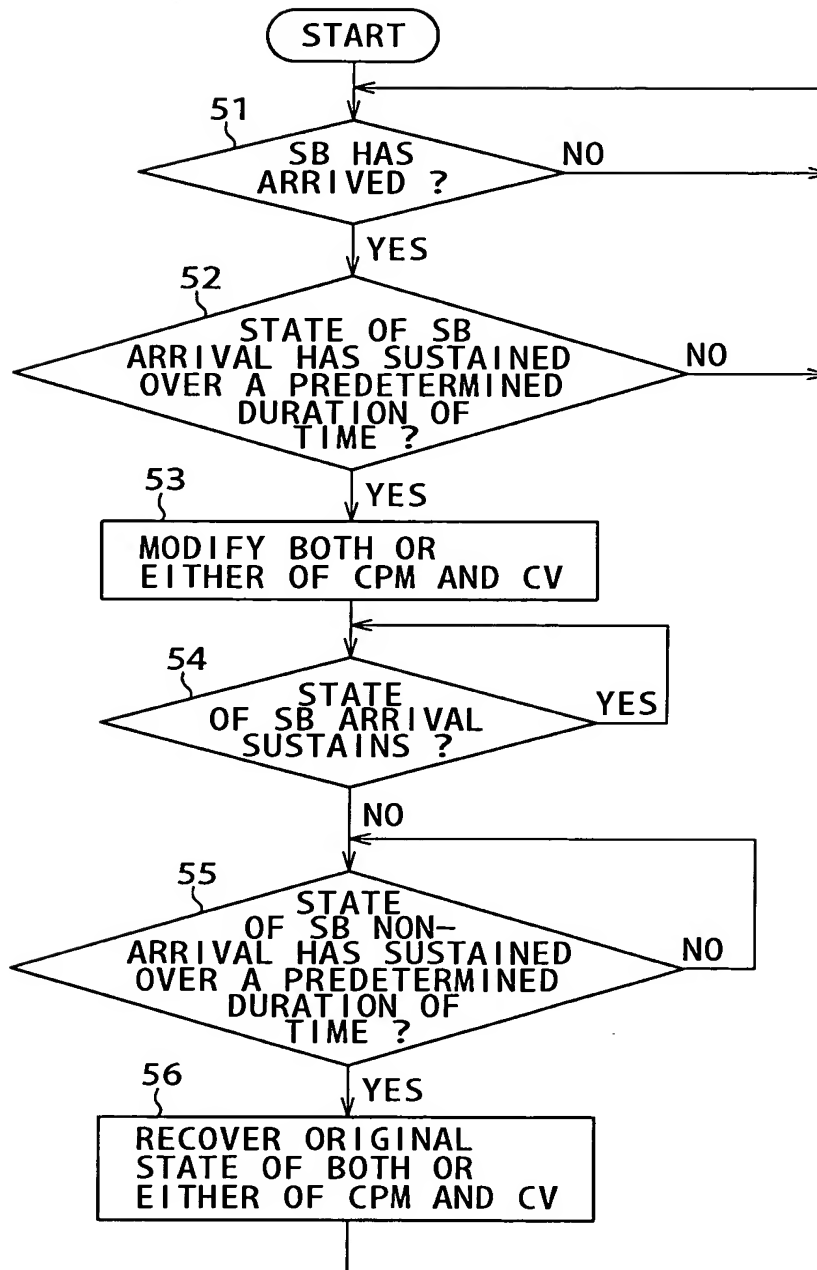 START
51
SB HAS
ARRIVED ?
NO
YES
52
STATE OF SB
ARRIVAL HAS SUSTAINED
OVER A PREDETERMINED
DURATION OF
TIME ?
NO
YES
53
MODIFY BOTH OR
EITHER OF CPM AND CV
54
STATE
OF SB ARRIVAL
SUSTAINS ?
YES
NO
55
STATE
OF SB NON-
ARRIVAL HAS SUSTAINED
OVER A PREDETERMINED
DURATION OF
TIME ?
NO
YES
56
RECOVER ORIGINAL
STATE OF BOTH OR
EITHER OF CPM AND CV